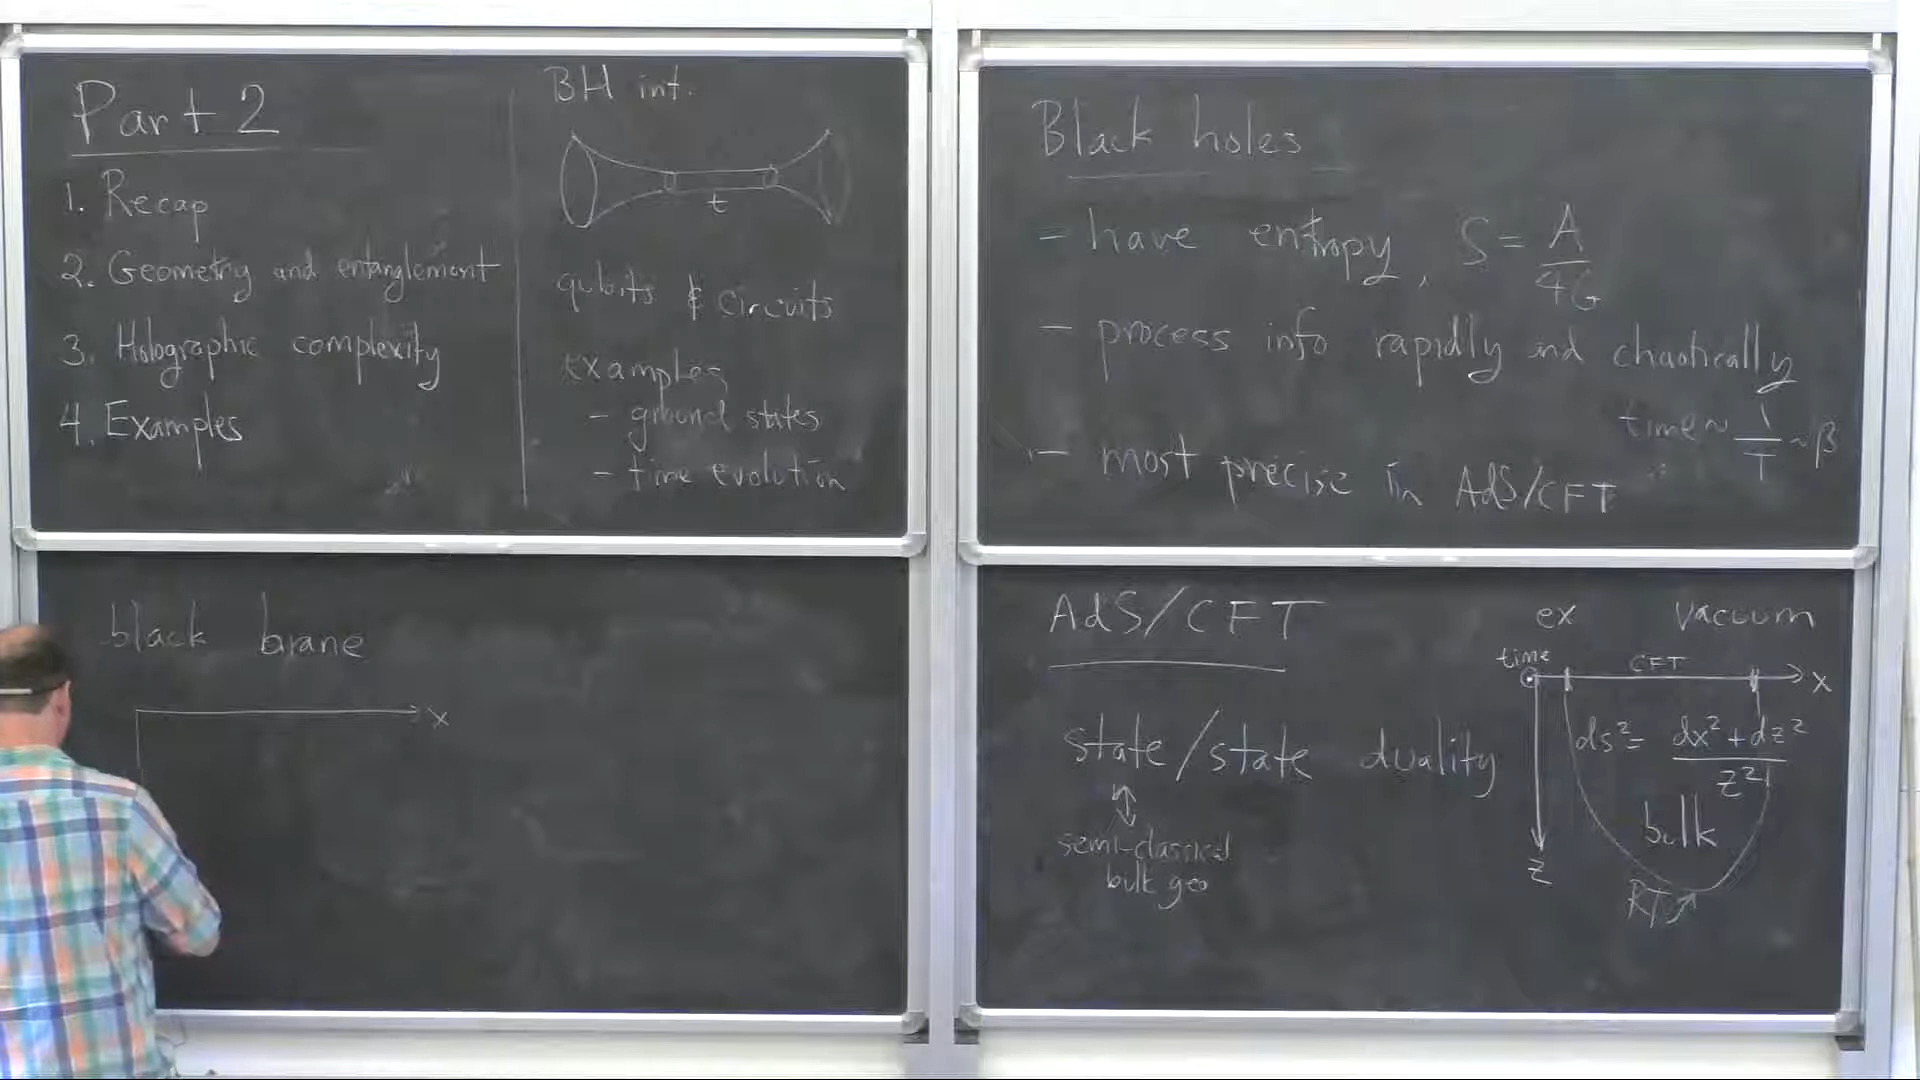 Part 2
1. Recap
2. Geometry and entanglement
3. Holographic complexity
4. Examples
BH int.
t
qubits & circuits
examples
- ground states
- time evolution
Black holes
- have entropy, S = A/4G
- process info rapidly and chaotically
time ~ 1/T ~ β
- most precise in AdS/CFT
black brane
x
AdS/CFT
state/state duality
↕
semi-classical
bulk geo
ex vacuum
time CFT x
ds² = dx² + dz² / z²
bulk
z
RT